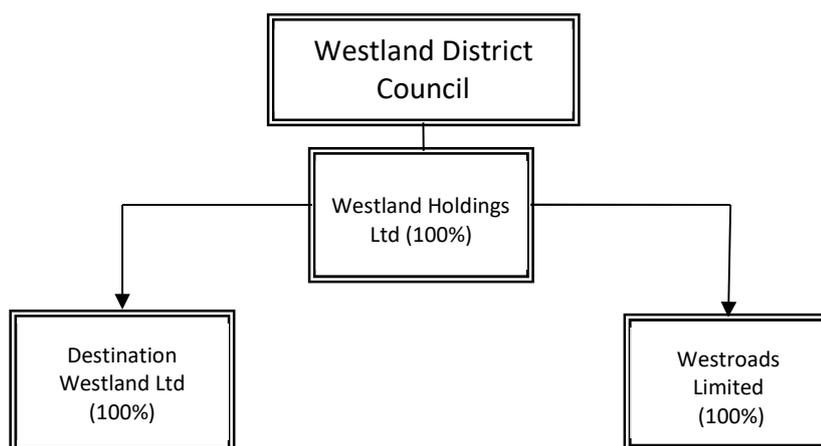 Westland District
Council
Westland Holdings
Ltd (100%)
Destination
Westland Ltd
(100%)
Westroads
Limited
(100%)